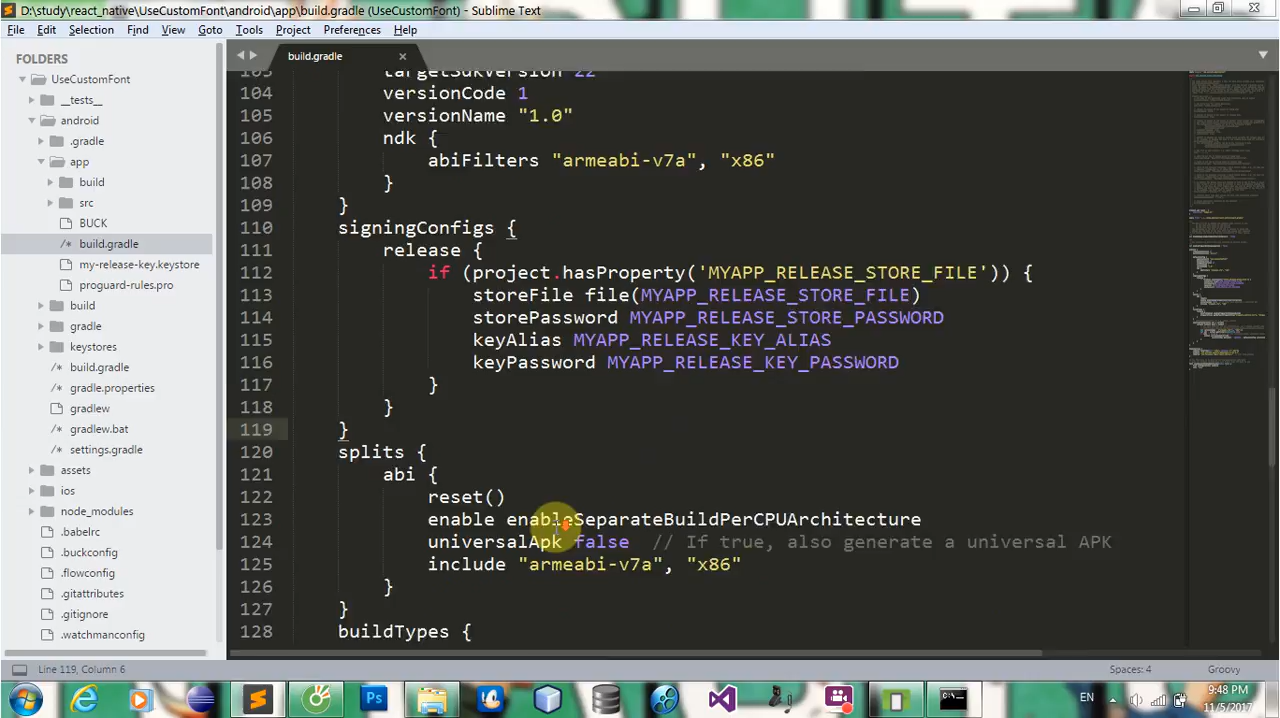 D:\study\react_native\UseCustomFont\android\app\build.gradle (UseCustomFont) - Sublime Text
File Edit Selection Find View Goto Tools Project Preferences Help
FOLDERS
UseCustomFont
__tests__
android
.gradle
app
build
src
BUCK
/* build.gradle
my-release-key.keystore
proguard-rules.pro
build
gradle
keystores
/* build.gradle
gradle.properties
gradlew
gradlew.bat
/* settings.gradle
assets
ios
node_modules
.babelrc
.buckconfig
.flowconfig
.gitattributes
.gitignore
.watchmanconfig
build.gradle
103 targetSdkVersion 22
104 versionCode 1
105 versionName "1.0"
106 ndk {
107 abiFilters "armeabi-v7a", "x86"
108 }
109 }
110 signingConfigs {
111 release {
112 if (project.hasProperty('MYAPP_RELEASE_STORE_FILE')) {
113 storeFile file(MYAPP_RELEASE_STORE_FILE)
114 storePassword MYAPP_RELEASE_STORE_PASSWORD
115 keyAlias MYAPP_RELEASE_KEY_ALIAS
116 keyPassword MYAPP_RELEASE_KEY_PASSWORD
117 }
118 }
119 }
120 splits {
121 abi {
122 reset()
123 enable enableSeparateBuildPerCPUArchitecture
124 universalApk false // If true, also generate a universal APK
125 include "armeabi-v7a", "x86"
126 }
127 }
128 buildTypes {
Line 119, Column 6
Spaces: 4
Groovy
Ps
EN
9:48 PM
11/5/2017